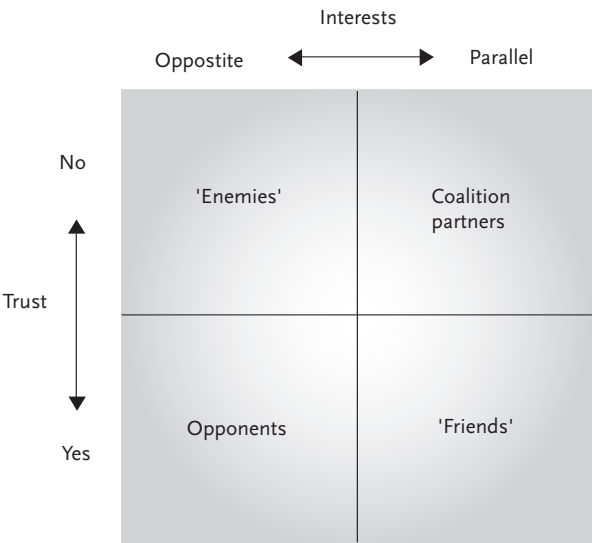 Interests
Oppostite
Parallel
No
'Enemies'
Coalition
partners
Trust
Opponents
'Friends'
Yes